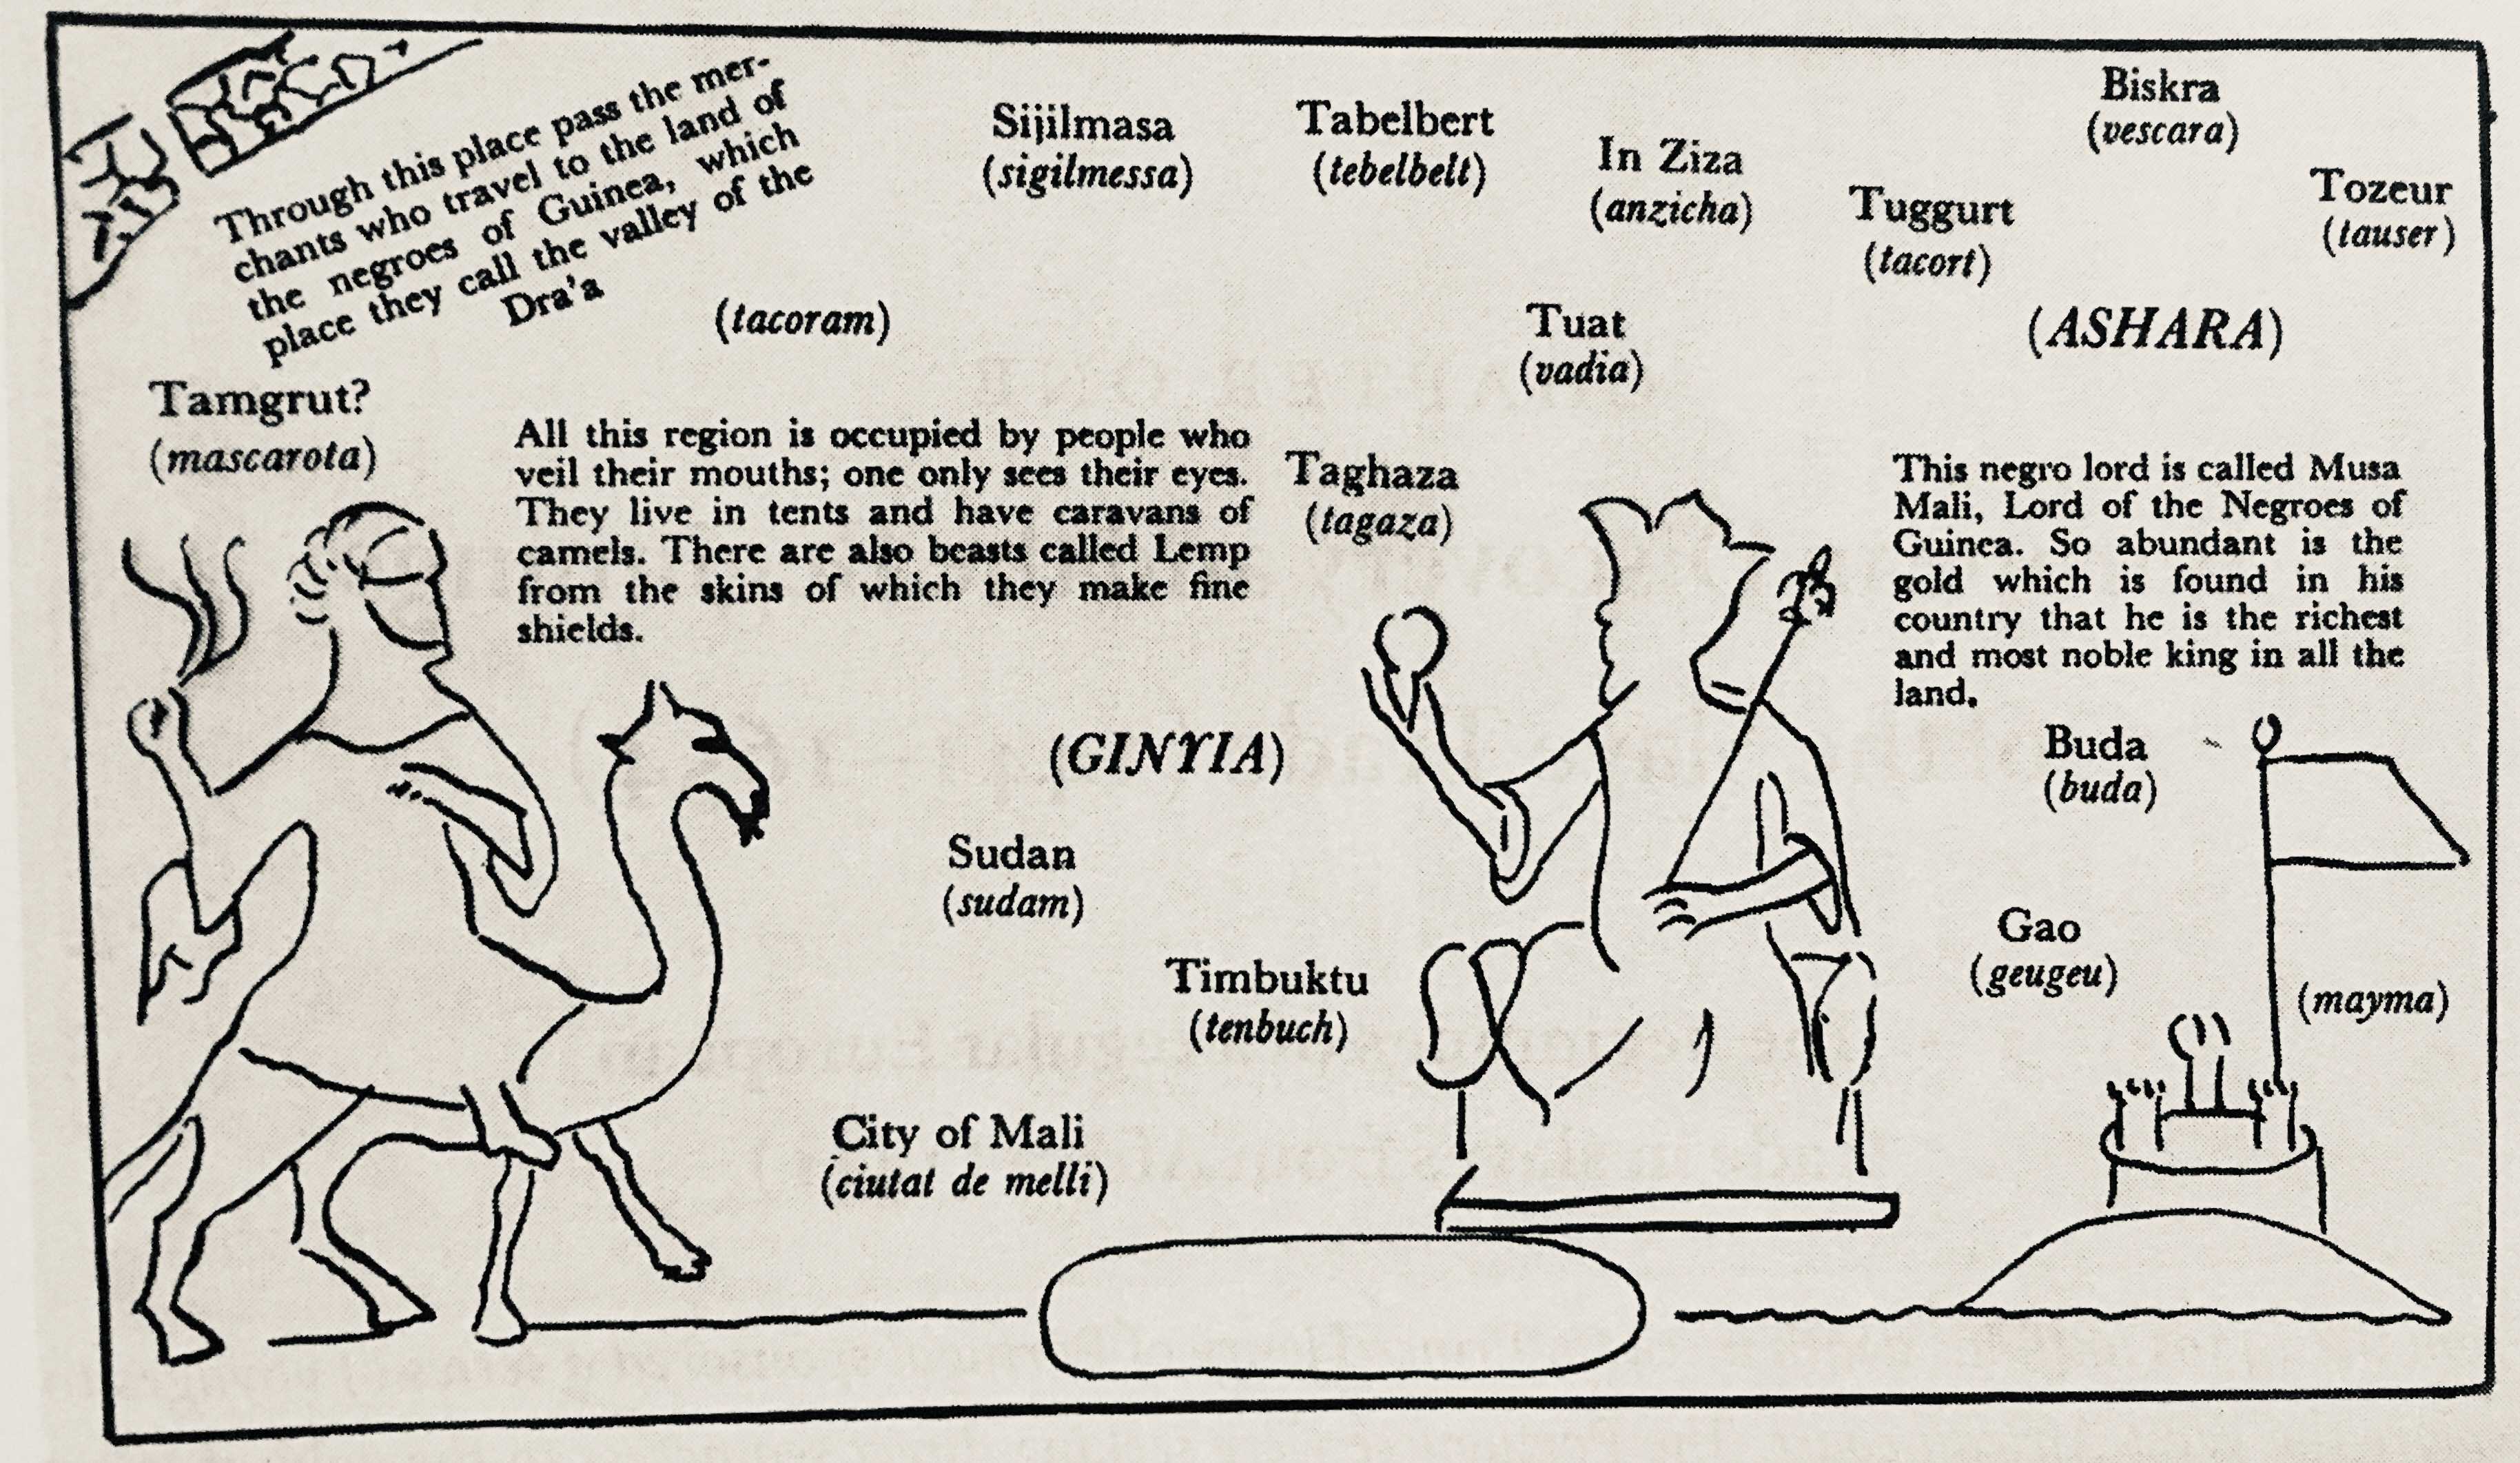 Through this place pass the mer-
chants who travel to the land of
the negroes of Guinea, which
place they call the valley of the
Dra'a
Sijilmasa
(sigilmessa)
Tabelbert
(tebelbelt)
In Ziza
(anzicha)
Biskra
(vescara)
Tuggurt
(tacort)
Tozeur
(tauser)
(tacoram)
Tuat
(vadia)
(ASHARA)
Tamgrut?
(mascarota)
All this region is occupied by people who
veil their mouths; one only sees their eyes.
They live in tents and have caravans of
camels. There are also beasts called Lemp
from the skins of which they make fine
shields.
Taghaza
(tagaza)
This negro lord is called Musa
Mali, Lord of the Negroes of
Guinea. So abundant is the
gold which is found in his
country that he is the richest
and most noble king in all the
land.
(GINYIA)
Buda
(buda)
Sudan
(sudam)
Gao
(geugeu)
Timbuktu
(tenbuch)
(mayma)
City of Mali
(ciutat de melli)